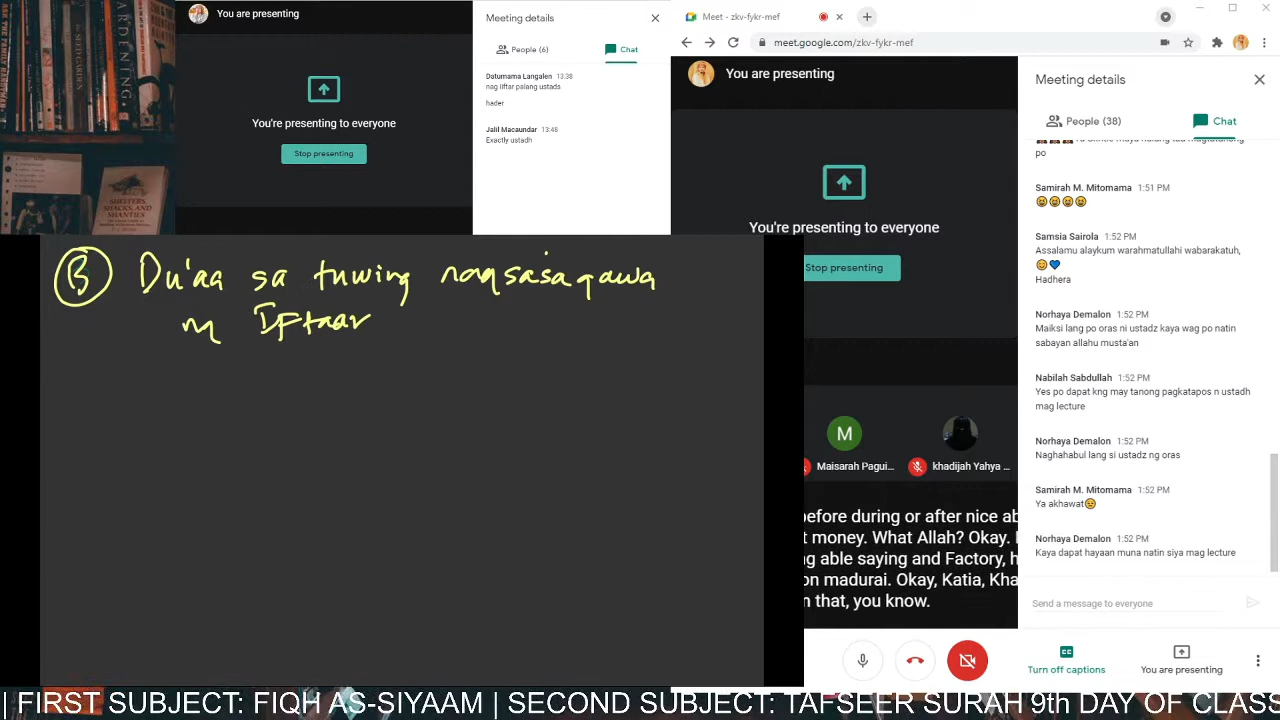 You are presenting
You're presenting to everyone
Stop presenting
Meeting details
People (6)
Chat
Datumama Langalen 13:38
nag iiftar palang ustads
hader
Jalil Macaundar 13:48
Exactly ustadh
GARDENING.
SHELTERS,
SHACKS, AND
SHANTIES
Meet - zkv-fykr-mef
meet.google.com/zkv-fykr-mef
You are presenting
You're presenting to everyone
Stop presenting
Maisarah Pagui...
khadijah Yahya ...
M
before during or after nice ab
t money. What Allah? Okay.
ng able saying and Factory, h
on madurai. Okay, Katia, Kha
n that, you know.
Meeting details
People (38)
Chat
po
Samirah M. Mitomama 1:51 PM
Samsia Sairola 1:52 PM
Assalamu alaykum warahmatullahi wabarakatuh,
Hadhera
Norhaya Demalon 1:52 PM
Maiksi lang po oras ni ustadz kaya wag po natin
sabayan allahu musta'an
Nabilah Sabdullah 1:52 PM
Yes po dapat kng may tanong pagkatapos n ustadh
mag lecture
Norhaya Demalon 1:52 PM
Naghahabul lang si ustadz ng oras
Samirah M. Mitomama 1:52 PM
Ya akhawat
Norhaya Demalon 1:52 PM
Kaya dapat hayaan muna natin siya mag lecture
Send a message to everyone
Turn off captions
You are presenting
B Du'aa sa tuwing nagsasagawa
ng Iftaar
FIRST SUBJECT: FIQH AS-SIYAAM | SECOND SUBJECT: TAFSEER SURAH 9th DAY OF CLASS